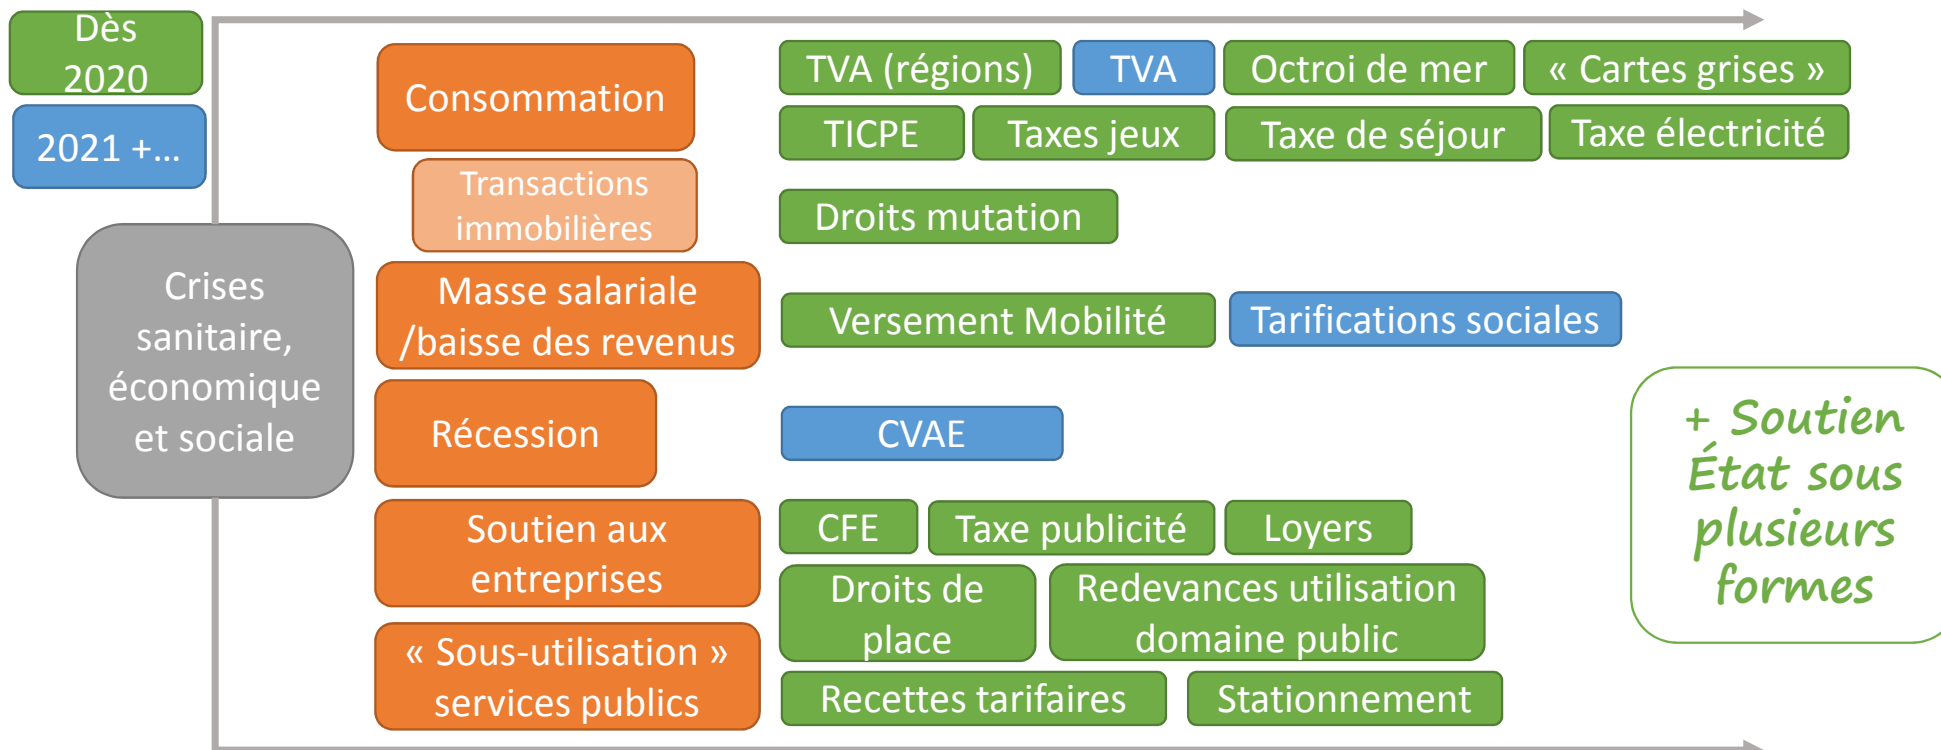 Dès
2020
2021 +...
Crises
sanitaire,
économique
et sociale
Consommation
TVA (régions)
TVA
Octroi de mer
« Cartes grises »
TICPE
Taxes jeux
Taxe de séjour
Taxe électricité
Transactions
immobilières
Droits mutation
Masse salariale
/baisse des revenus
Versement Mobilité
Tarifications sociales
Récession
CVAE
Soutien aux
entreprises
CFE
Taxe publicité
Loyers
Droits de
place
Redevances utilisation
domaine public
« Sous-utilisation »
services publics
Recettes tarifaires
Stationnement
+ Soutien
État sous
plusieurs
formes